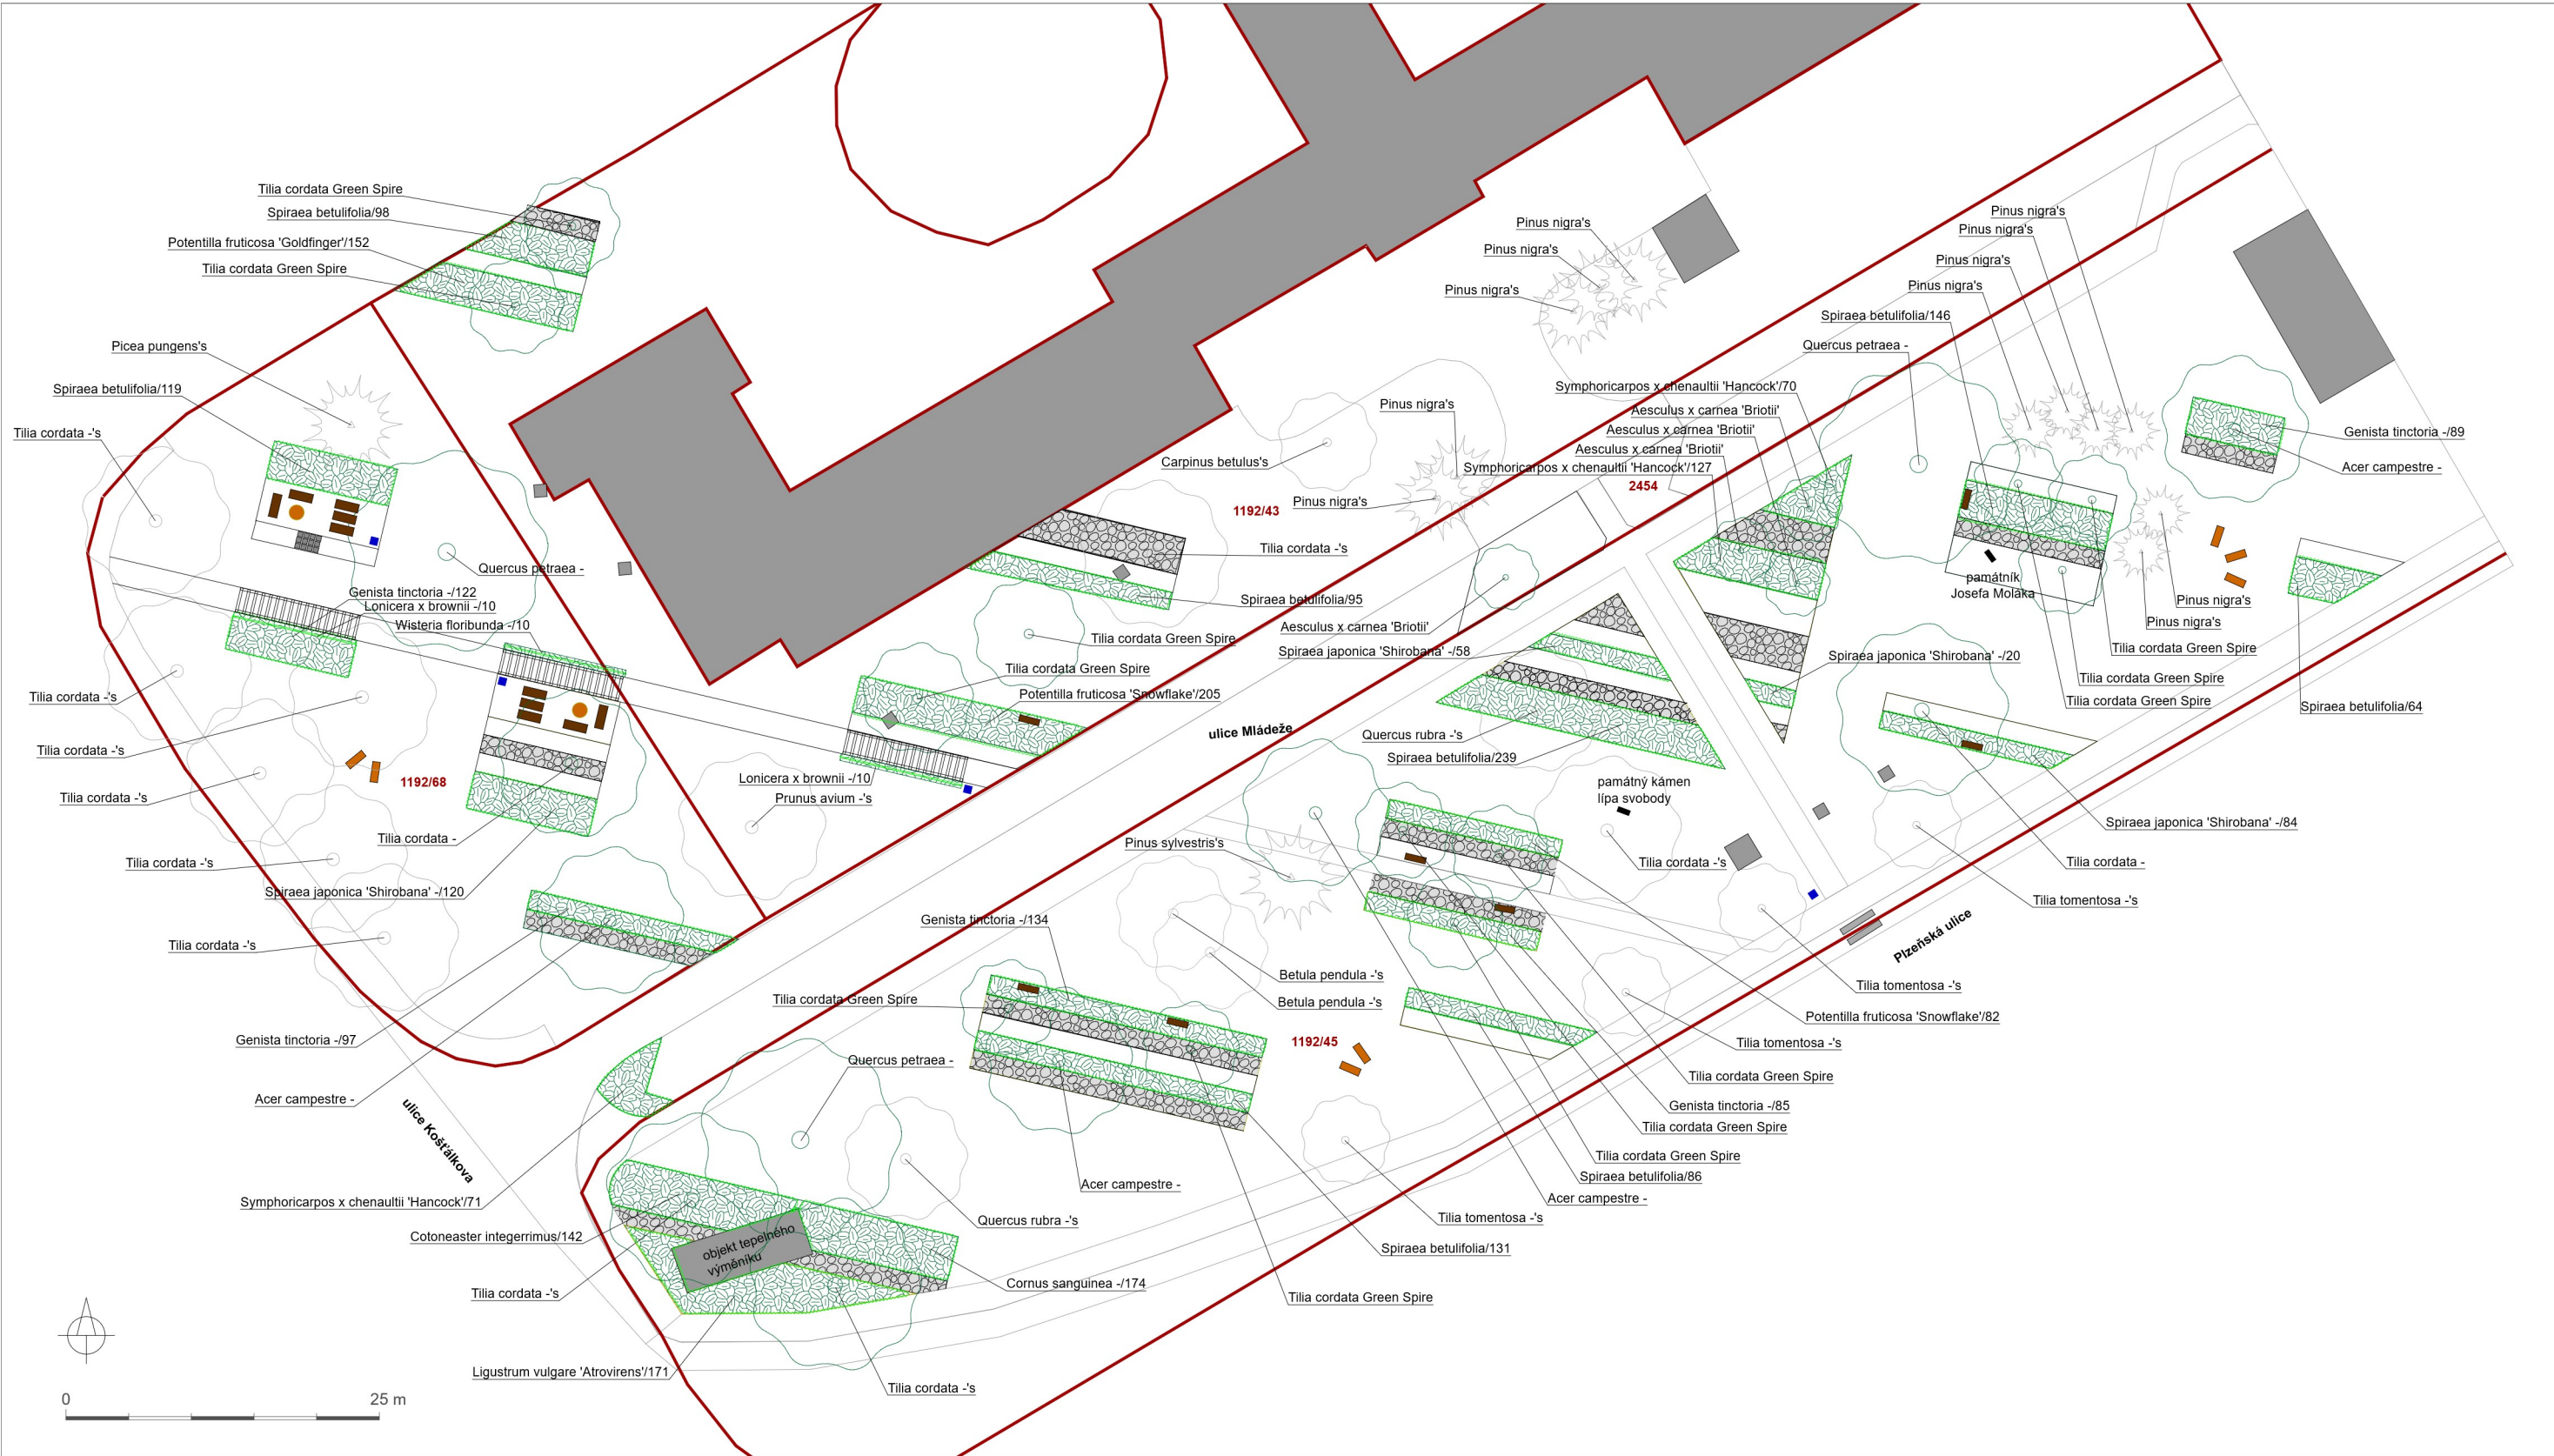 Tilia cordata Green Spire
Spiraea betulifolia/98
Potentilla fruticosa 'Goldfinger'/152
Tilia cordata Green Spire
Picea pungens's
Spiraea betulifolia/119
Tilia cordata -'s
Quercus petraea -
Genista tinctoria -/122
Lonicera x brownii -/10
Wisteria floribunda -/10
Tilia cordata -'s
Tilia cordata -'s
Tilia cordata -'s
1192/68
Tilia cordata -
Tilia cordata -'s
Spiraea japonica 'Shirobana' -/120
Tilia cordata -'s
Genista tinctoria -/97
Acer campestre -
ulice Košťálkova
Symphoricarpos x chenaultii 'Hancock'/71
Cotoneaster integerrimus/142
Tilia cordata -'s
Ligustrum vulgare 'Atrovirens'/171
Tilia cordata -'s
objekt tepelného
výměníku
Cornus sanguinea -/174
Quercus rubra -'s
Quercus petraea -
Tilia cordata Green Spire
Genista tinctoria -/134
Acer campestre -
Lonicera x brownii -/10
Prunus avium -'s
Potentilla fruticosa 'Snowflake'/205
Tilia cordata Green Spire
Tilia cordata Green Spire
Spiraea betulifolia/95
Tilia cordata -'s
1192/43
Carpinus betulus's
Pinus nigra's
Pinus nigra's
Pinus nigra's
Pinus nigra's
Pinus nigra's
Symphoricarpos x chenaultii 'Hancock'/70
Aesculus x carnea 'Briotii'
Aesculus x carnea 'Briotii'
Aesculus x carnea 'Briotii'
Symphoricarpos x chenaultii 'Hancock'/127
2454
Aesculus x carnea 'Briotii'
Spiraea japonica 'Shirobana' -/58
ulice Mládeže
Quercus rubra -'s
Spiraea betulifolia/239
památný kámen
lípa svobody
Tilia cordata -'s
Pinus sylvestris's
Betula pendula -'s
Betula pendula -'s
1192/45
Pinus nigra's
Pinus nigra's
Pinus nigra's
Pinus nigra's
Spiraea betulifolia/146
Quercus petraea -
Genista tinctoria -/89
Acer campestre -
památník
Josefa Moláka
Pinus nigra's
Pinus nigra's
Tilia cordata Green Spire
Tilia cordata Green Spire
Tilia cordata Green Spire
Spiraea betulifolia/64
Spiraea japonica 'Shirobana' -/20
Spiraea japonica 'Shirobana' -/84
Tilia cordata -
Tilia tomentosa -'s
Plzeňská ulice
Tilia tomentosa -'s
Potentilla fruticosa 'Snowflake'/82
Tilia tomentosa -'s
Tilia cordata Green Spire
Genista tinctoria -/85
Tilia cordata Green Spire
Tilia cordata Green Spire
Spiraea betulifolia/86
Acer campestre -
Tilia tomentosa -'s
Spiraea betulifolia/131
Tilia cordata Green Spire
0 25 m